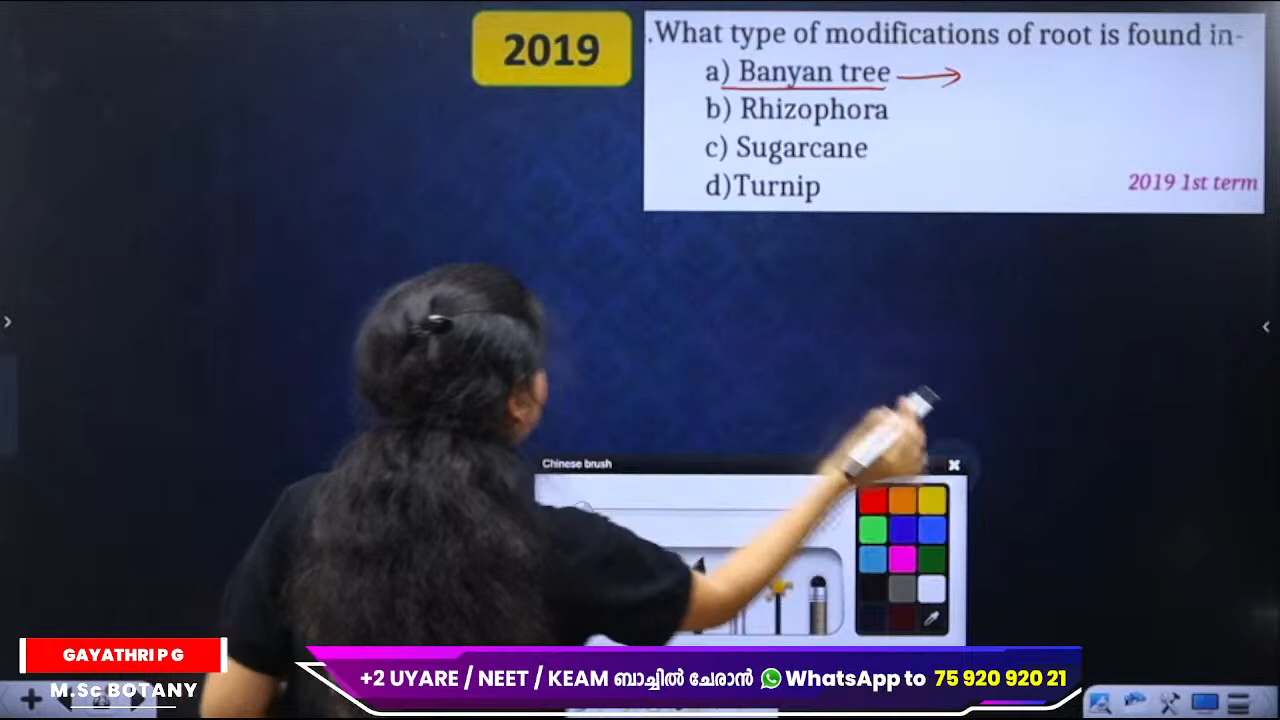 2019
.What type of modifications of root is found in-
a) Banyan tree
b) Rhizophora
c) Sugarcane
d)Turnip
2019 1st term
Chinese brush
GAYATHRI P G
M.Sc BOTANY
+2 UYARE / NEET / KEAM ബാച്ചിൽ ചേരാൻ WhatsApp to 75 920 920 21